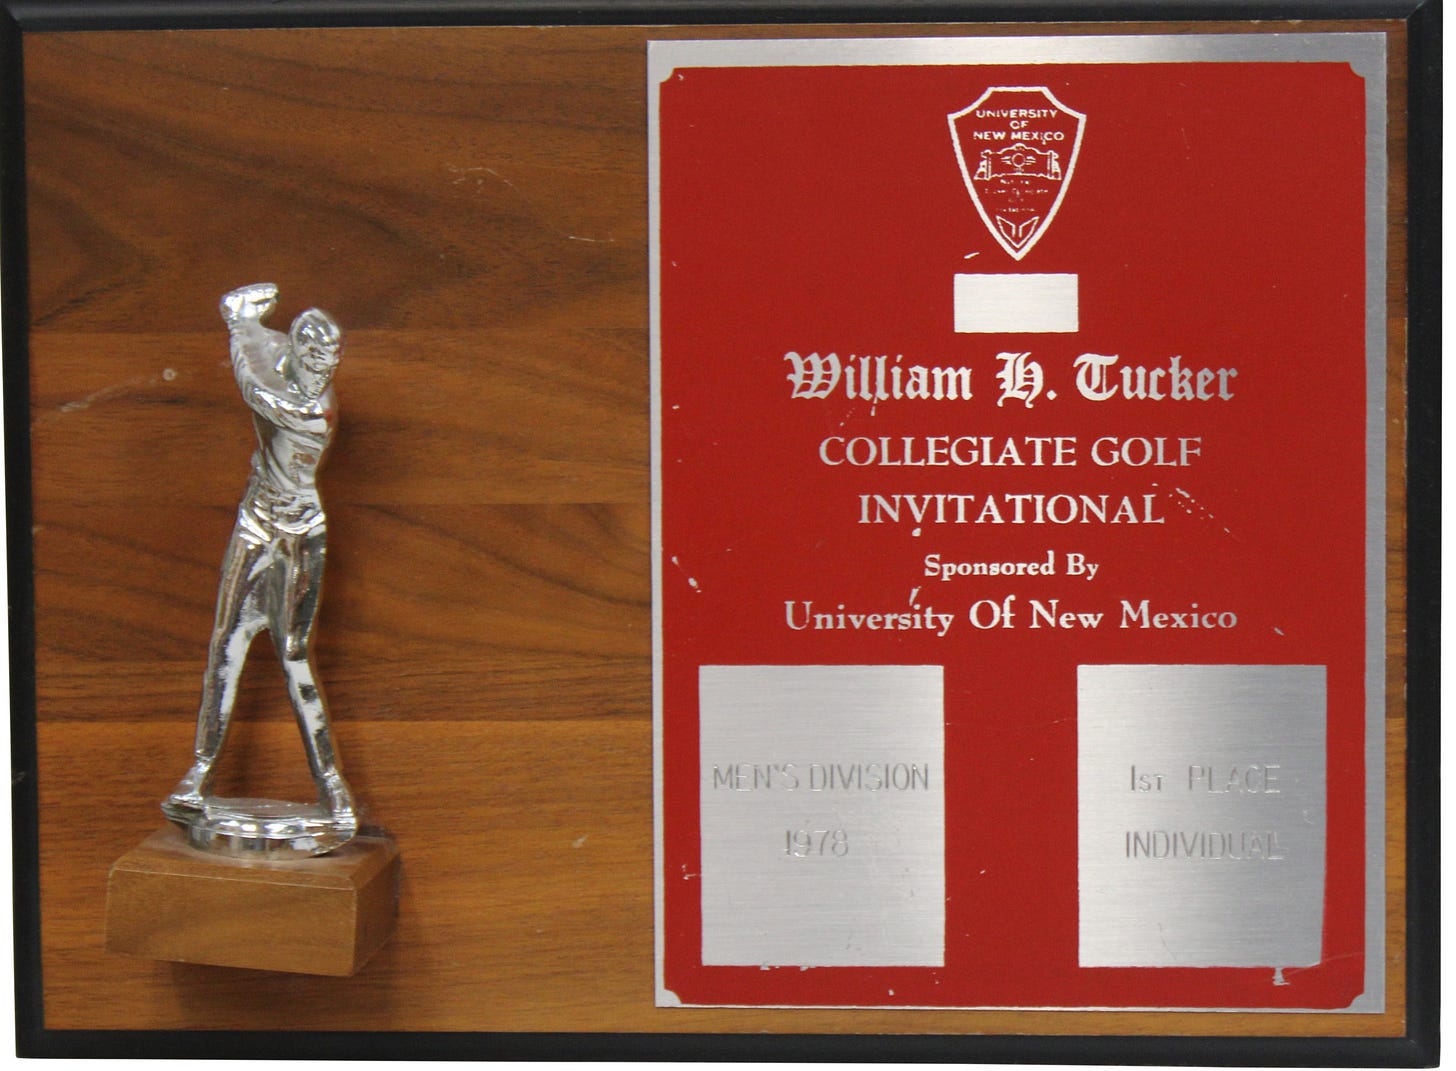 UNIVERSITY
OF
NEW MEXICO
William H. Tucker
COLLEGIATE GOLF
INVITATIONAL
Sponsored By
University Of New Mexico
MEN'S DIVISION
1978
1ST PLACE
INDIVIDUAL